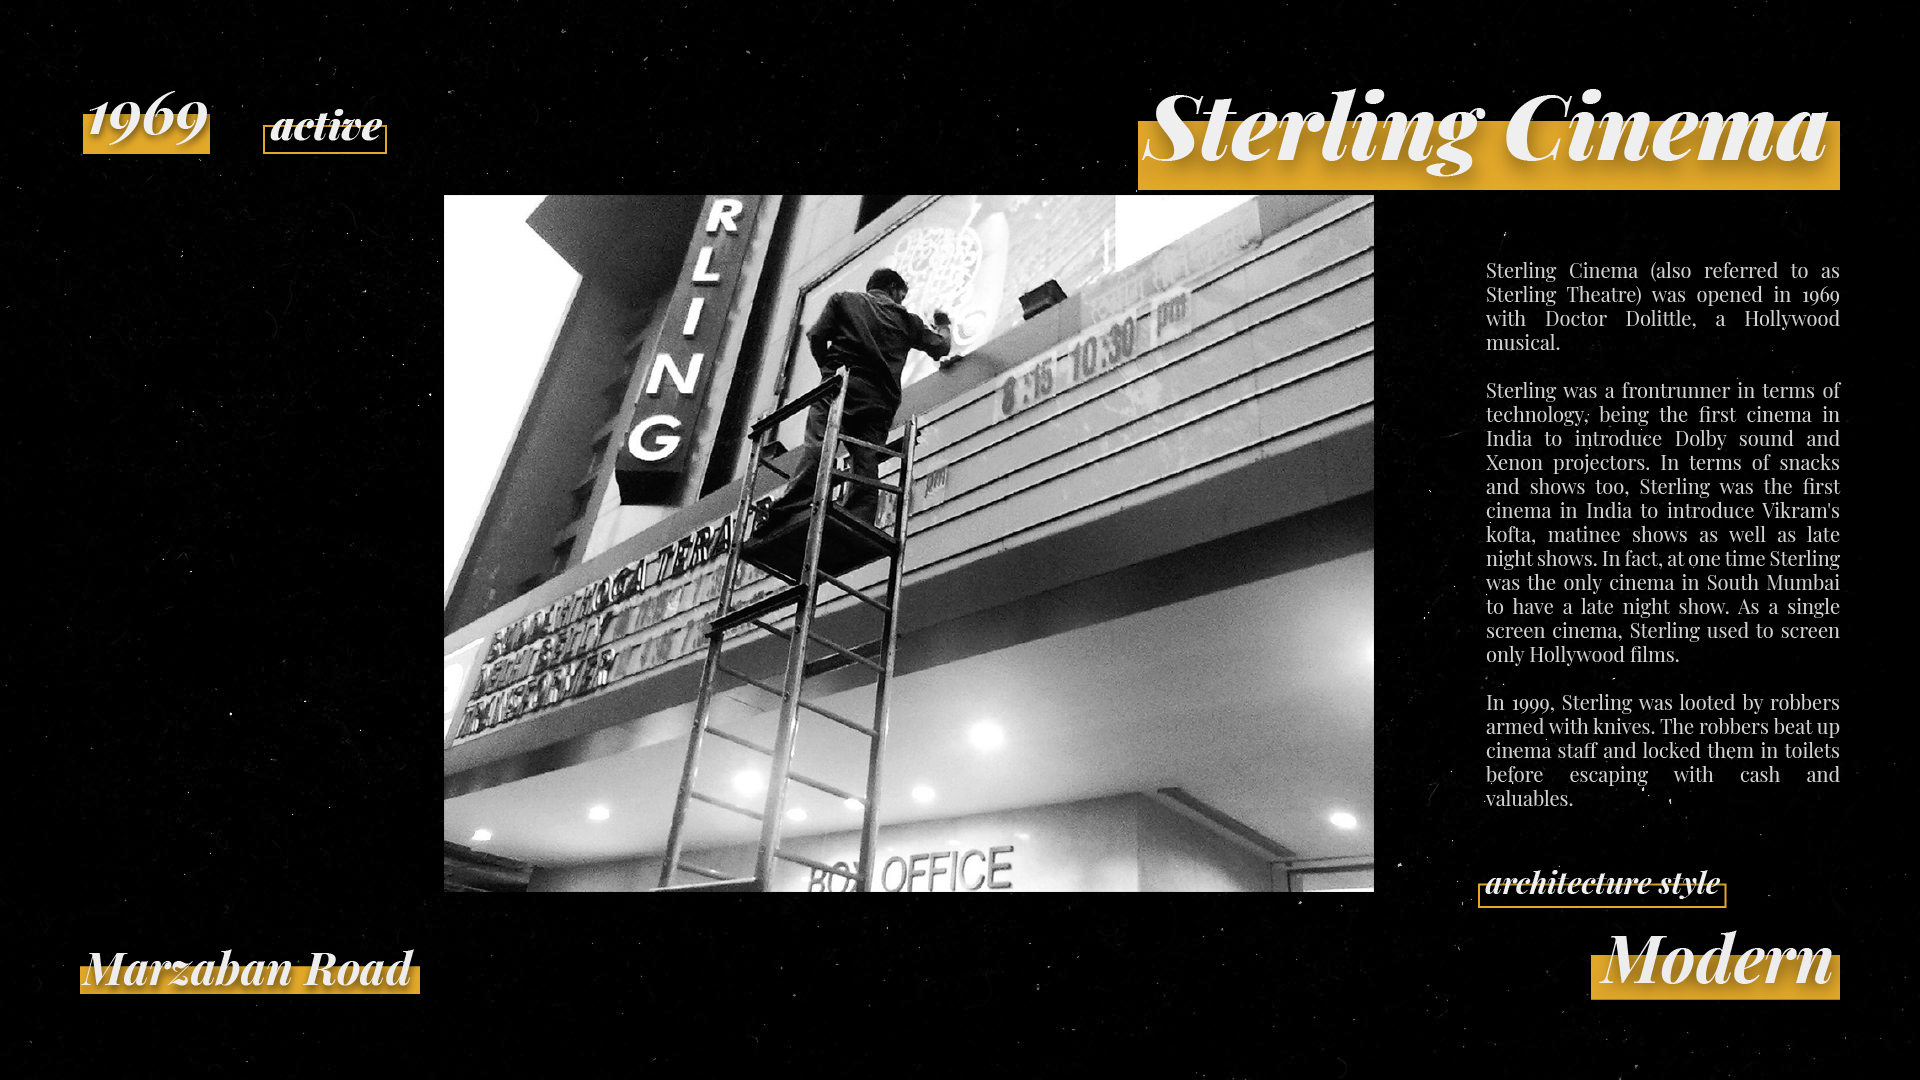 1969
active
Sterling Cinema
R
L
I
N
G
8:15 10:30 pm
pm
BOX OFFICE
Sterling Cinema (also referred to as
Sterling Theatre) was opened in 1969
with Doctor Dolittle, a Hollywood
musical.
Sterling was a frontrunner in terms of
technology, being the first cinema in
India to introduce Dolby sound and
Xenon projectors. In terms of snacks
and shows too, Sterling was the first
cinema in India to introduce Vikram's
kofta, matinee shows as well as late
night shows. In fact, at one time Sterling
was the only cinema in South Mumbai
to have a late night show. As a single
screen cinema, Sterling used to screen
only Hollywood films.
In 1999, Sterling was looted by robbers
armed with knives. The robbers beat up
cinema staff and locked them in toilets
before escaping with cash and
valuables.
architecture style
Marzaban Road
Modern